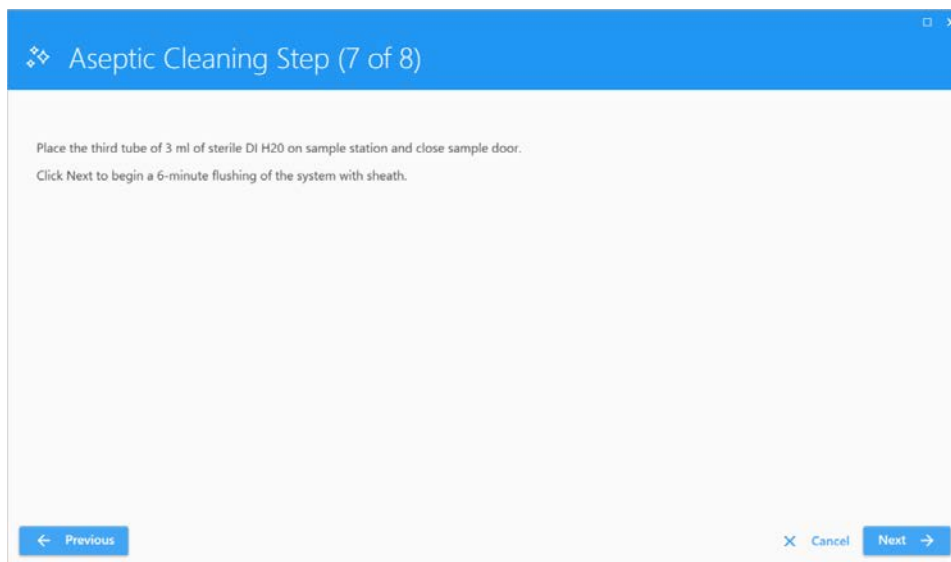 Aseptic Cleaning Step (7 of 8)
Place the third tube of 3 ml of sterile DI H20 on sample station and close sample door.
Click Next to begin a 6-minute flushing of the system with sheath.
Previous
Cancel
Next